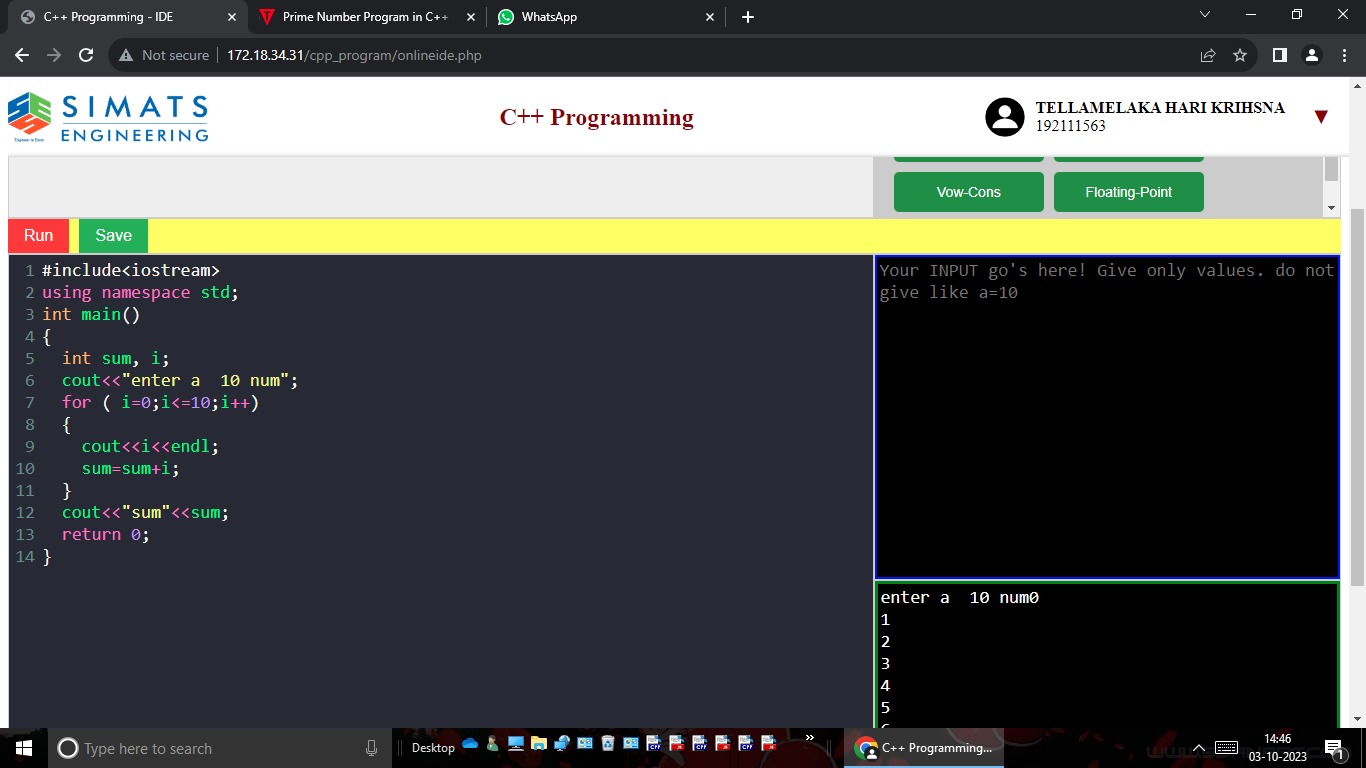 C++ Programming - IDE
Prime Number Program in C++
WhatsApp
Not secure 172.18.34.31/cpp_program/onlineide.php
SIMATS
ENGINEERING
C++ Programming
TELLAMELAKA HARI KRIHSNA
192111563
Vow-Cons
Floating-Point
Run
Save
1 #include<iostream>
2 using namespace std;
3 int main()
4 {
5 int sum, i;
6 cout<<"enter a  10 num";
7 for ( i=0;i<=10;i++)
8 {
9 cout<<i<<endl;
10 sum=sum+i;
11 }
12 cout<<"sum"<<sum;
13 return 0;
14 }
Your INPUT go's here! Give only values. do not
give like a=10
enter a  10 num0
1
2
3
4
5
Type here to search
Desktop
C++ Programming...
14:46
03-10-2023
1